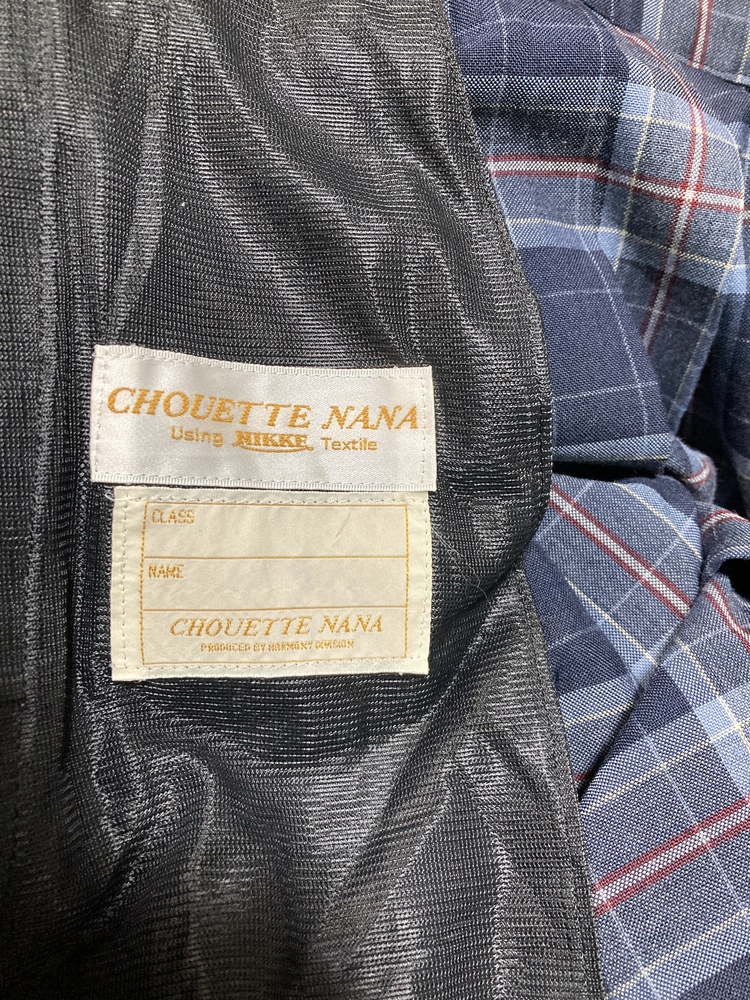 CHOUETTE NANA
Using NIKKE Textile
CLASS
NAME
CHOUETTE NANA
PRODUCED BY HARMONY DIVISION